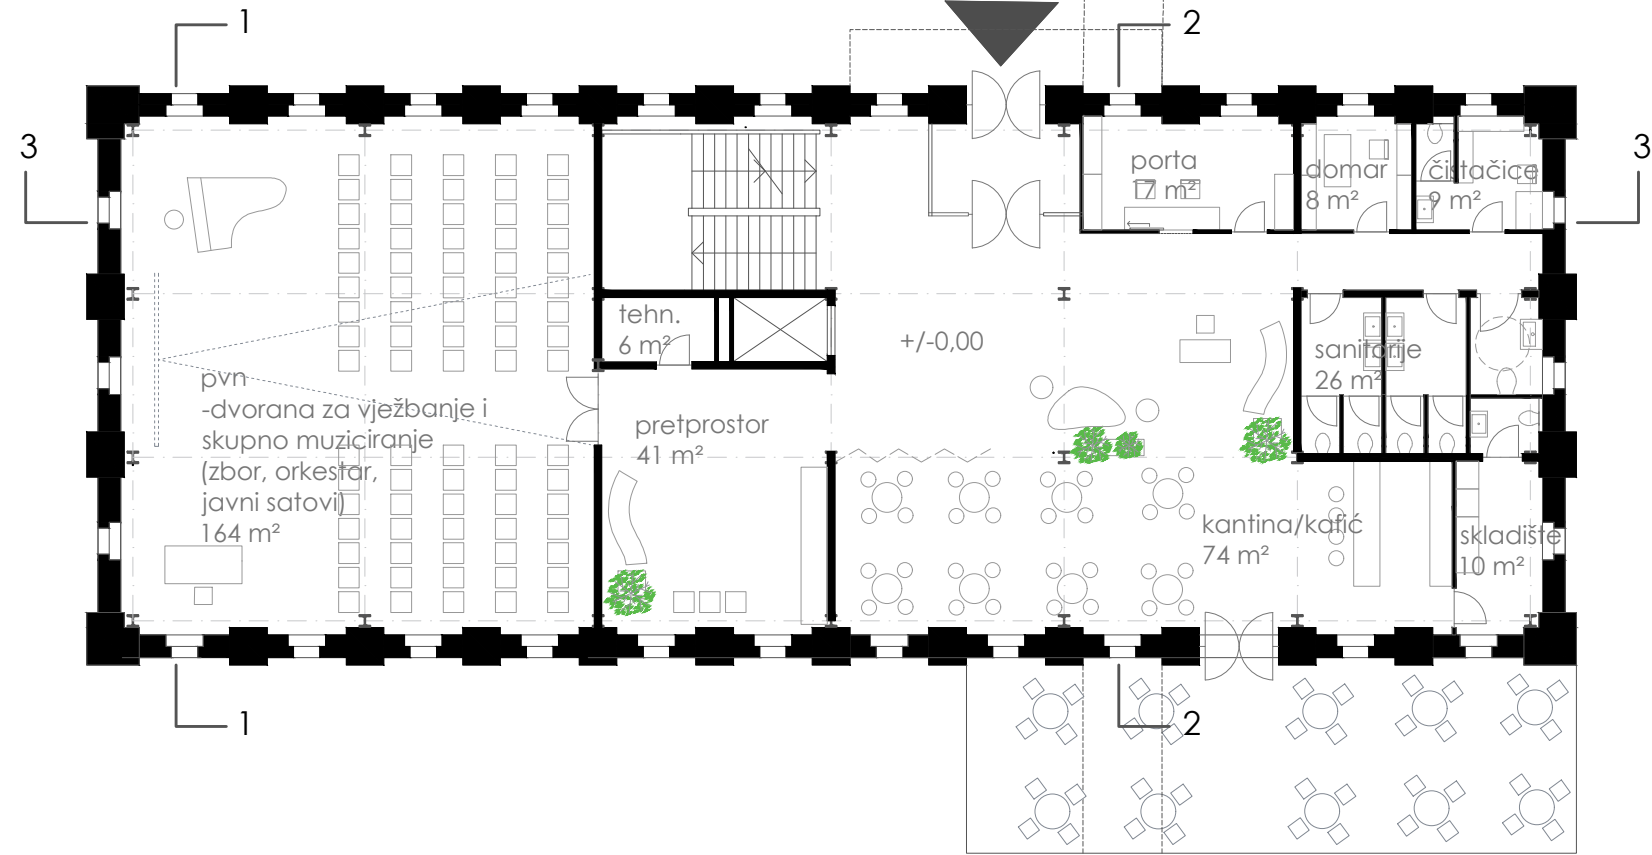 1
2
3
3
porta
17 m²
domar
8 m²
čistačice
9 m²
tehn.
6 m²
+/-0,00
sanitarije
26 m²
pvn
-dvorana za vježbanje i
skupno muziciranje
(zbor, orkestar,
javni satovi)
164 m²
pretprostor
41 m²
kantina/kafić
74 m²
skladište
10 m²
1
2